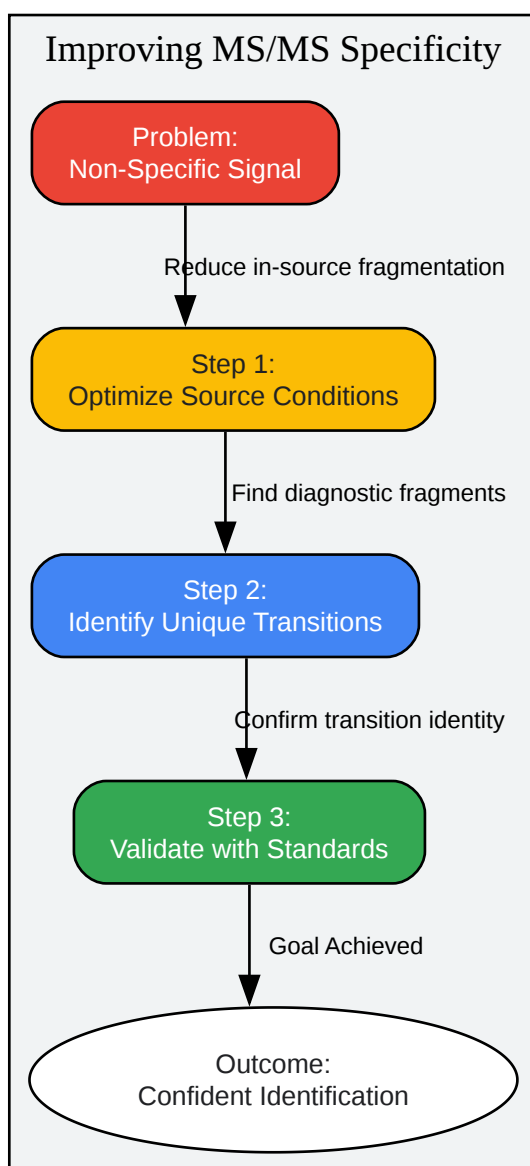 Improving MS/MS Specificity
Problem:
Non-Specific Signal
Reduce in-source fragmentation
Step 1:
Optimize Source Conditions
Find diagnostic fragments
Step 2:
Identify Unique Transitions
Confirm transition identity
Step 3:
Validate with Standards
Goal Achieved
Outcome:
Confident Identification